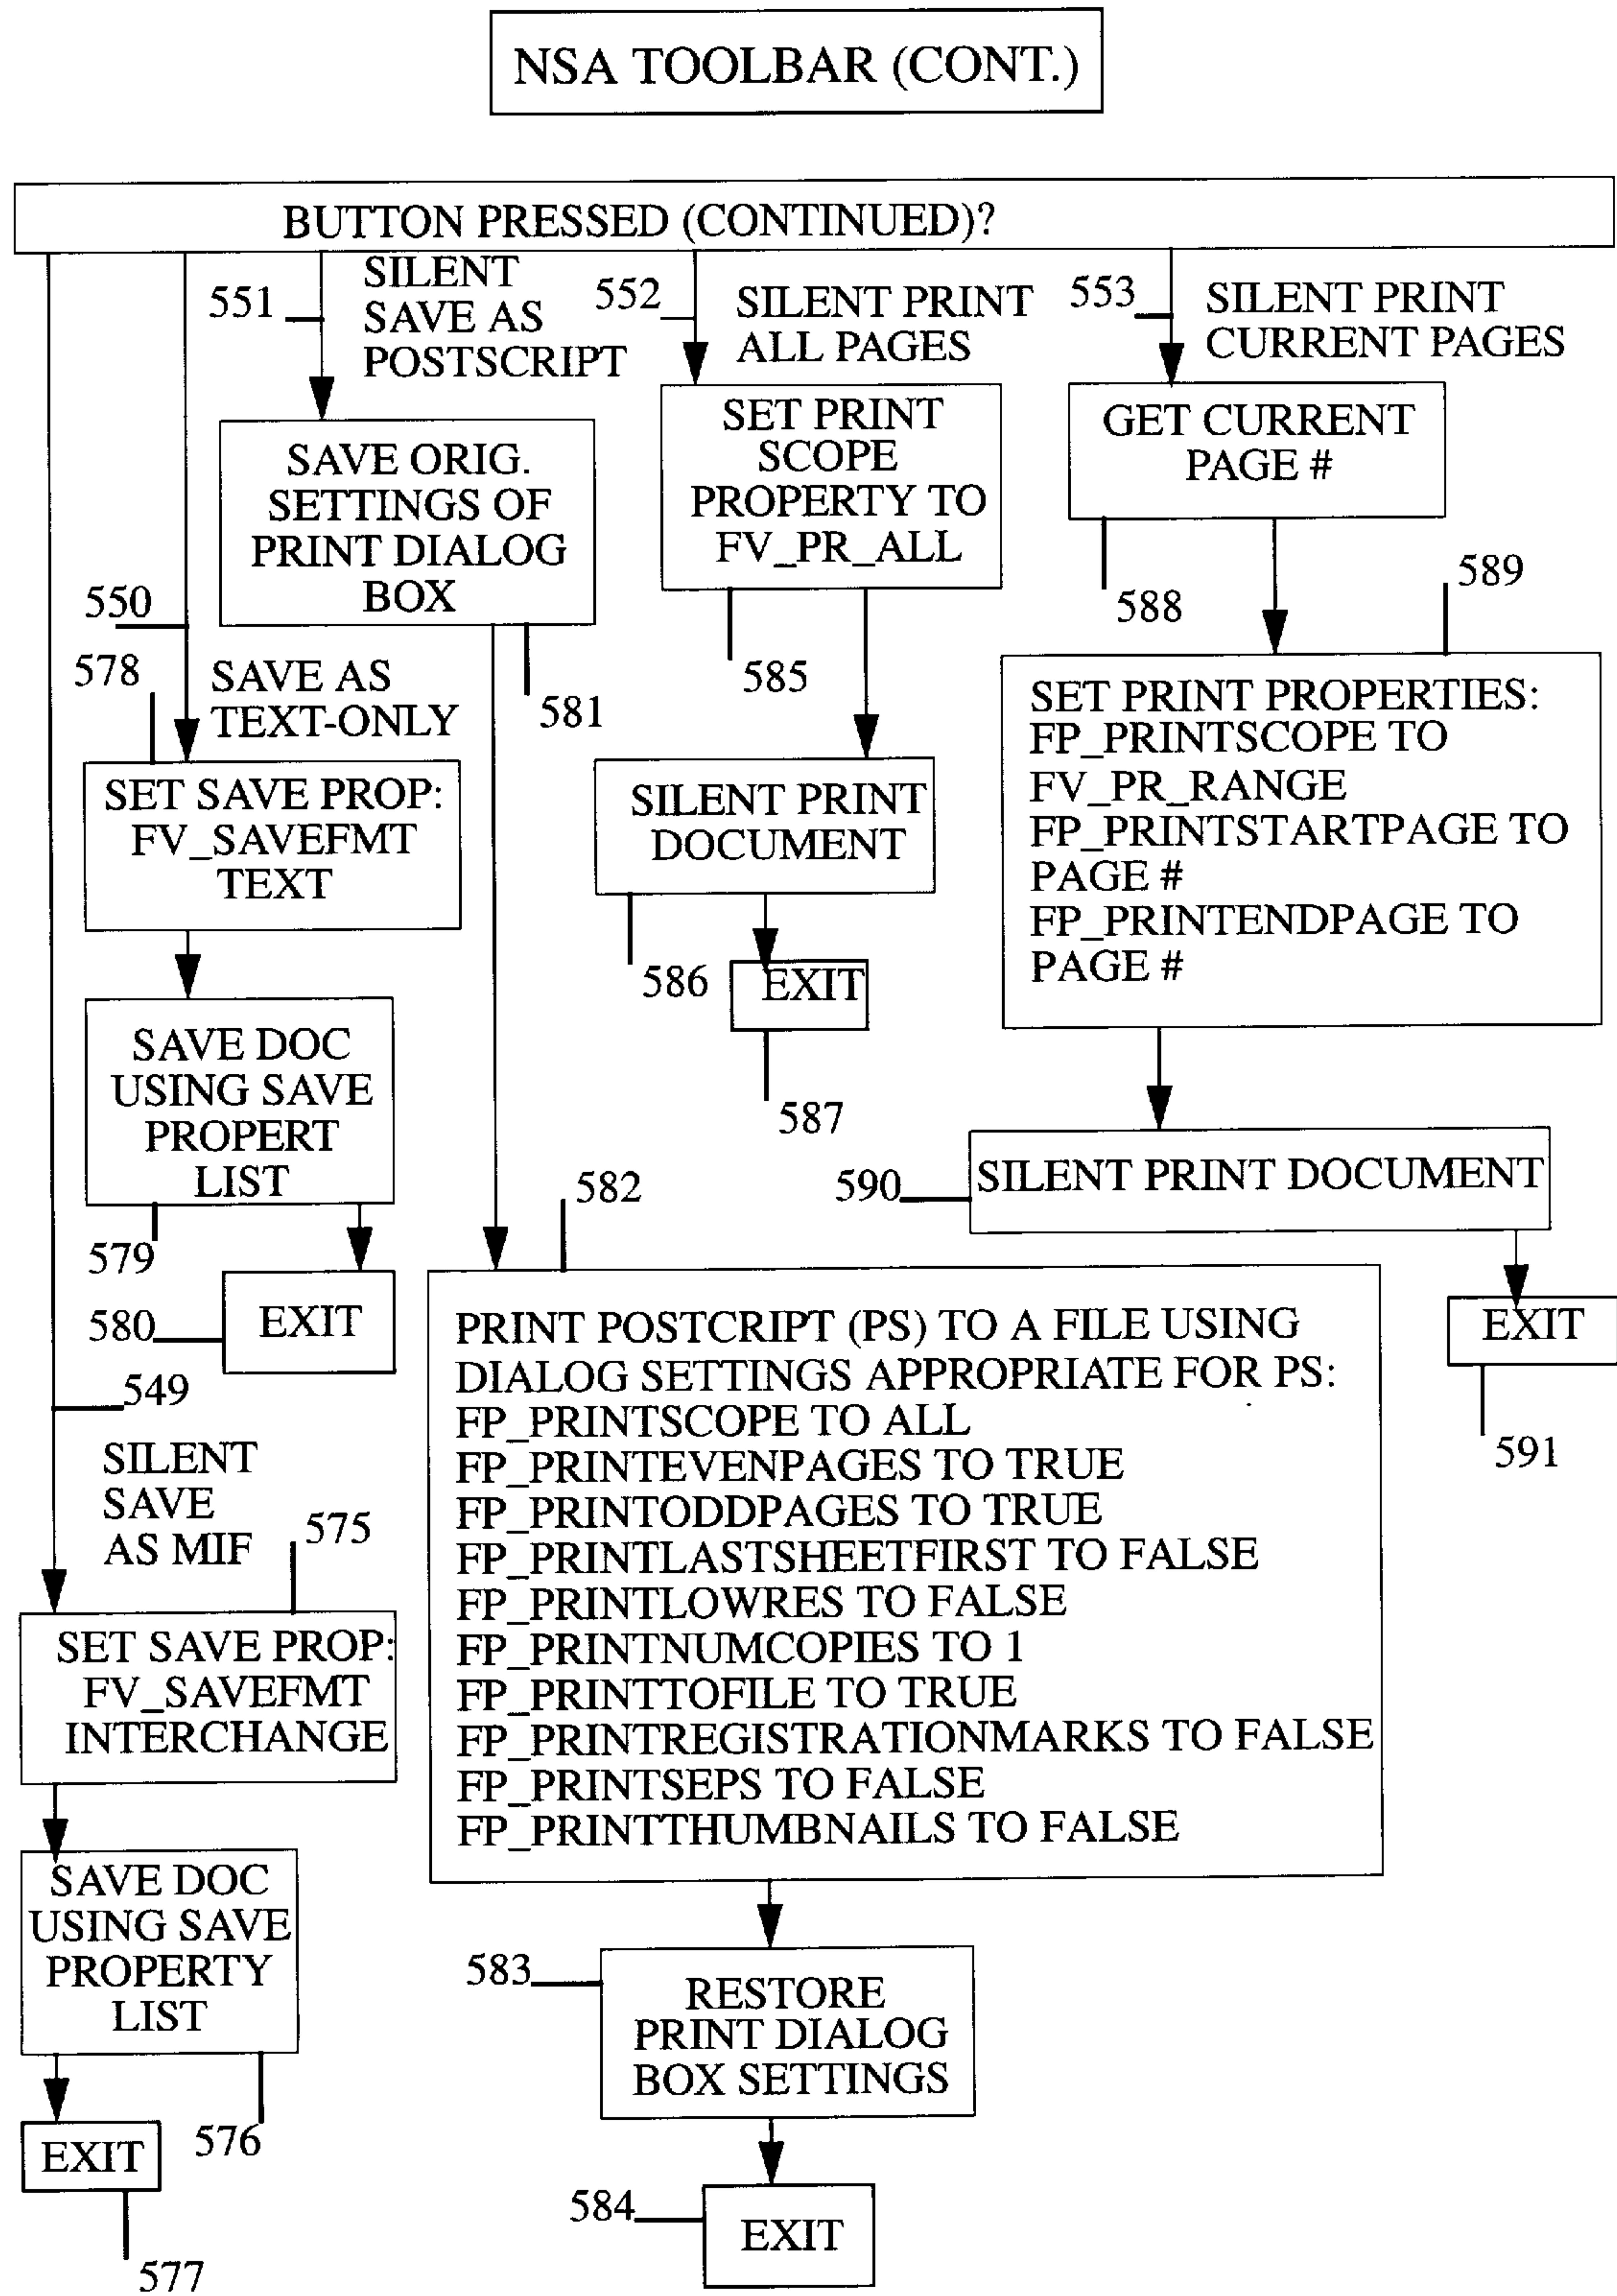 NSA TOOLBAR (CONT.)
BUTTON PRESSED (CONTINUED)?
551
SILENT
SAVE AS
POSTSCRIPT
552
SILENT PRINT
ALL PAGES
553
SILENT PRINT
CURRENT PAGES
SAVE ORIG.
SETTINGS OF
PRINT DIALOG
BOX
581
SET PRINT
SCOPE
PROPERTY TO
FV_PR_ALL
585
GET CURRENT
PAGE #
588
589
550
578
SAVE AS
TEXT-ONLY
SET SAVE PROP:
FV_SAVEFMT
TEXT
SILENT PRINT
DOCUMENT
586
EXIT
587
SET PRINT PROPERTIES:
FP_PRINTSCOPE TO
FV_PR_RANGE
FP_PRINTSTARTPAGE TO
PAGE #
FP_PRINTENDPAGE TO
PAGE #
SAVE DOC
USING SAVE
PROPERT
LIST
579
580
EXIT
590
SILENT PRINT DOCUMENT
EXIT
591
582
PRINT POSTCRIPT (PS) TO A FILE USING
DIALOG SETTINGS APPROPRIATE FOR PS:
FP_PRINTSCOPE TO ALL
FP_PRINTEVENPAGES TO TRUE
FP_PRINTODDPAGES TO TRUE
FP_PRINTLASTSHEETFIRST TO FALSE
FP_PRINTLOWRES TO FALSE
FP_PRINTNUMCOPIES TO 1
FP_PRINTTOFILE TO TRUE
FP_PRINTREGISTRATIONMARKS TO FALSE
FP_PRINTSEPS TO FALSE
FP_PRINTTHUMBNAILS TO FALSE
549
SILENT
SAVE
AS MIF
575
SET SAVE PROP:
FV_SAVEFMT
INTERCHANGE
SAVE DOC
USING SAVE
PROPERTY
LIST
576
EXIT
577
583
RESTORE
PRINT DIALOG
BOX SETTINGS
584
EXIT